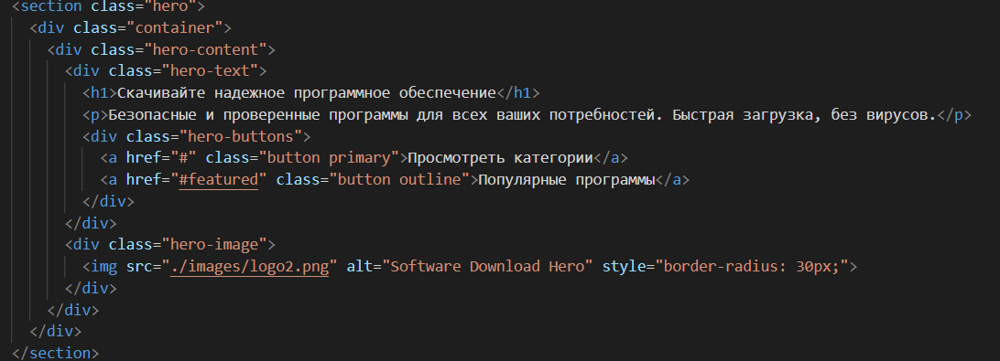 <section class="hero">
<div class="container">
<div class="hero-content">
<div class="hero-text">
<h1>Скачивайте надежное программное обеспечение</h1>
<p>Безопасные и проверенные программы для всех ваших потребностей. Быстрая загрузка, без вирусов.</p>
<div class="hero-buttons">
<a href="#" class="button primary">Просмотреть категории</a>
<a href="#featured" class="button outline">Популярные программы</a>
</div>
</div>
<div class="hero-image">
<img src="./images/logo2.png" alt="Software Download Hero" style="border-radius: 30px;">
</div>
</div>
</div>
</section>